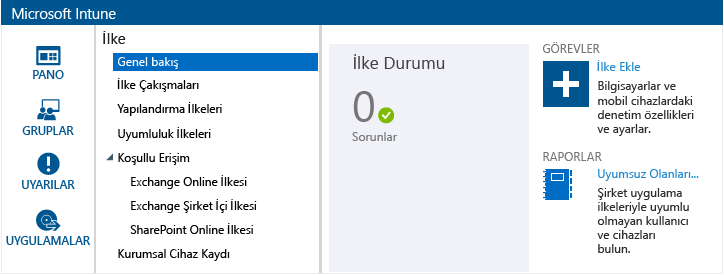 Microsoft Intune
PANO
GRUPLAR
UYARILAR
UYGULAMALAR
İlke
Genel bakış
İlke Çakışmaları
Yapılandırma İlkeleri
Uyumluluk İlkeleri
Koşullu Erişim
Exchange Online İlkesi
Exchange Şirket İçi İlkesi
SharePoint Online İlkesi
Kurumsal Cihaz Kaydı
İlke Durumu
0
Sorunlar
GÖREVLER
İlke Ekle
Bilgisayarlar ve
mobil cihazlardaki
denetim özellikleri
ve ayarlar.
RAPORLAR
Uyumsuz Olanları...
Şirket uygulama
ilkeleriyle uyumlu
olmayan kullanıcı
ve cihazları
bulun.